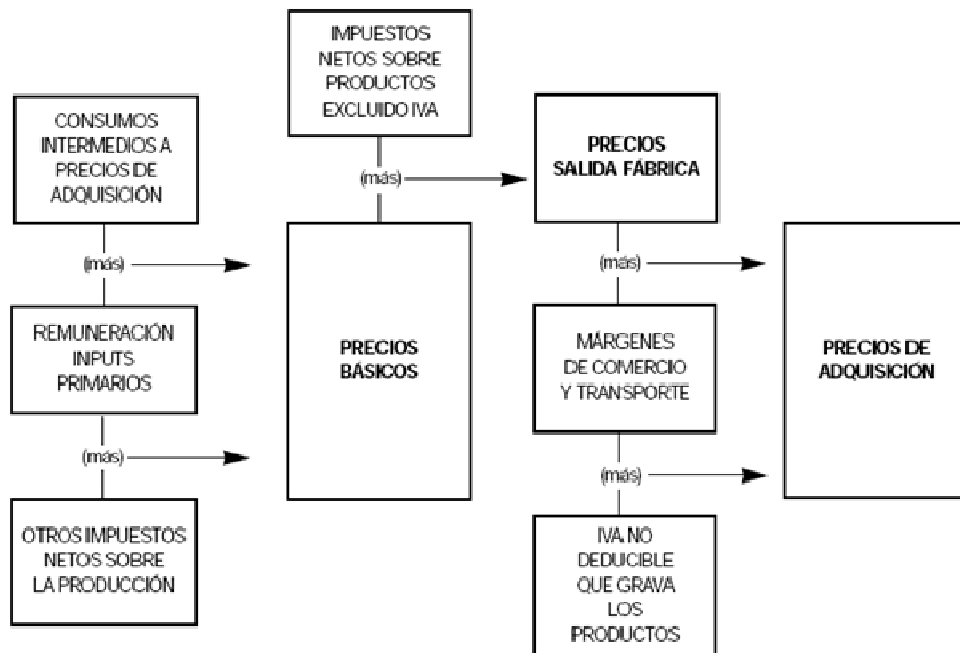 CONSUMOS
INTERMEDIOS A
PRECIOS DE
ADQUISICIÓN
(más)
REMUNERACIÓN
INPUTS
PRIMARIOS
(más)
OTROS IMPUESTOS
NETOS SOBRE
LA PRODUCCIÓN
IMPUESTOS
NETOS SOBRE
PRODUCTOS
EXCLUIDO IVA
(más)
PRECIOS
BÁSICOS
PRECIOS
SALIDA FÁBRICA
(más)
MÁRGENES
DE COMERCIO
Y TRANSPORTE
(más)
IVA NO
DEDUCIBLE
QUE GRAVA
LOS
PRODUCTOS
PRECIOS DE
ADQUISICIÓN